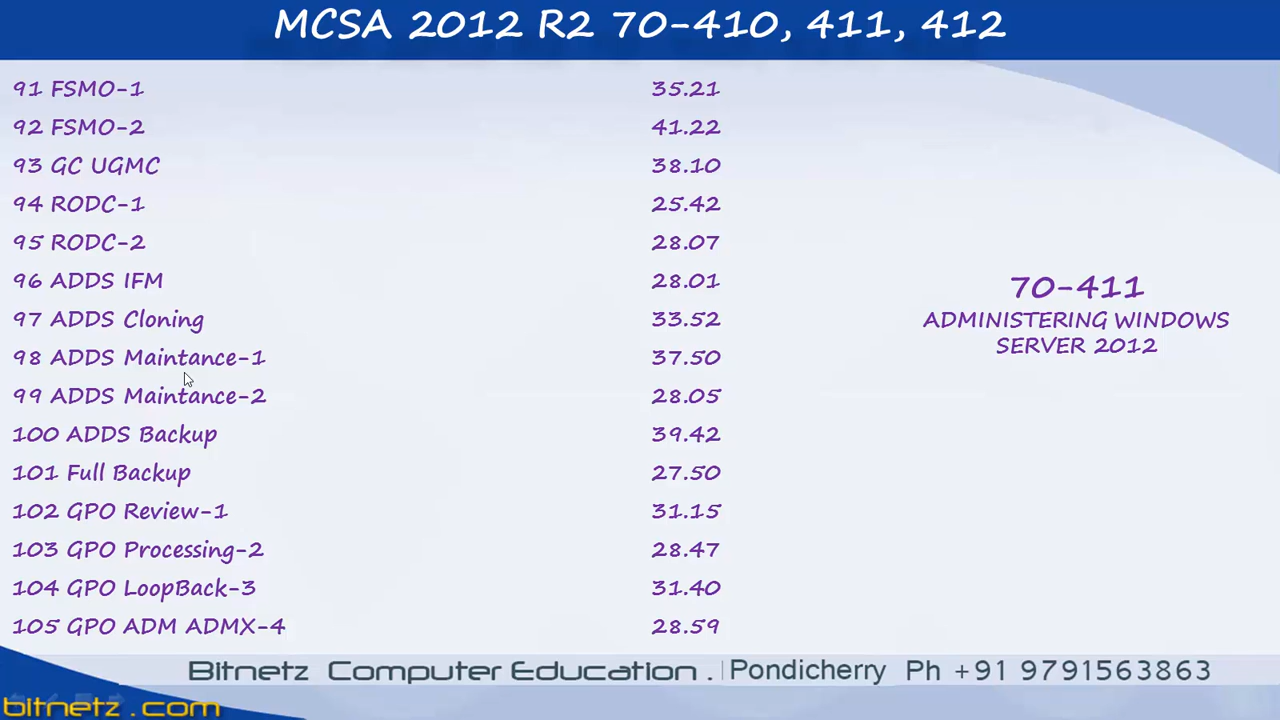 MCSA 2012 R2 70-410, 411, 412
91 FSMO-1 35.21
92 FSMO-2 41.22
93 GC UGMC 38.10
94 RODC-1 25.42
95 RODC-2 28.07
96 ADDS IFM 28.01
97 ADDS Cloning 33.52
98 ADDS Maintance-1 37.50
99 ADDS Maintance-2 28.05
100 ADDS Backup 39.42
101 Full Backup 27.50
102 GPO Review-1 31.15
103 GPO Processing-2 28.47
104 GPO LoopBack-3 31.40
105 GPO ADM ADMX-4 28.59
70-411
ADMINISTERING WINDOWS
SERVER 2012
Bitnetz Computer Education . | Pondicherry Ph +91 9791563863
bitnetz.com